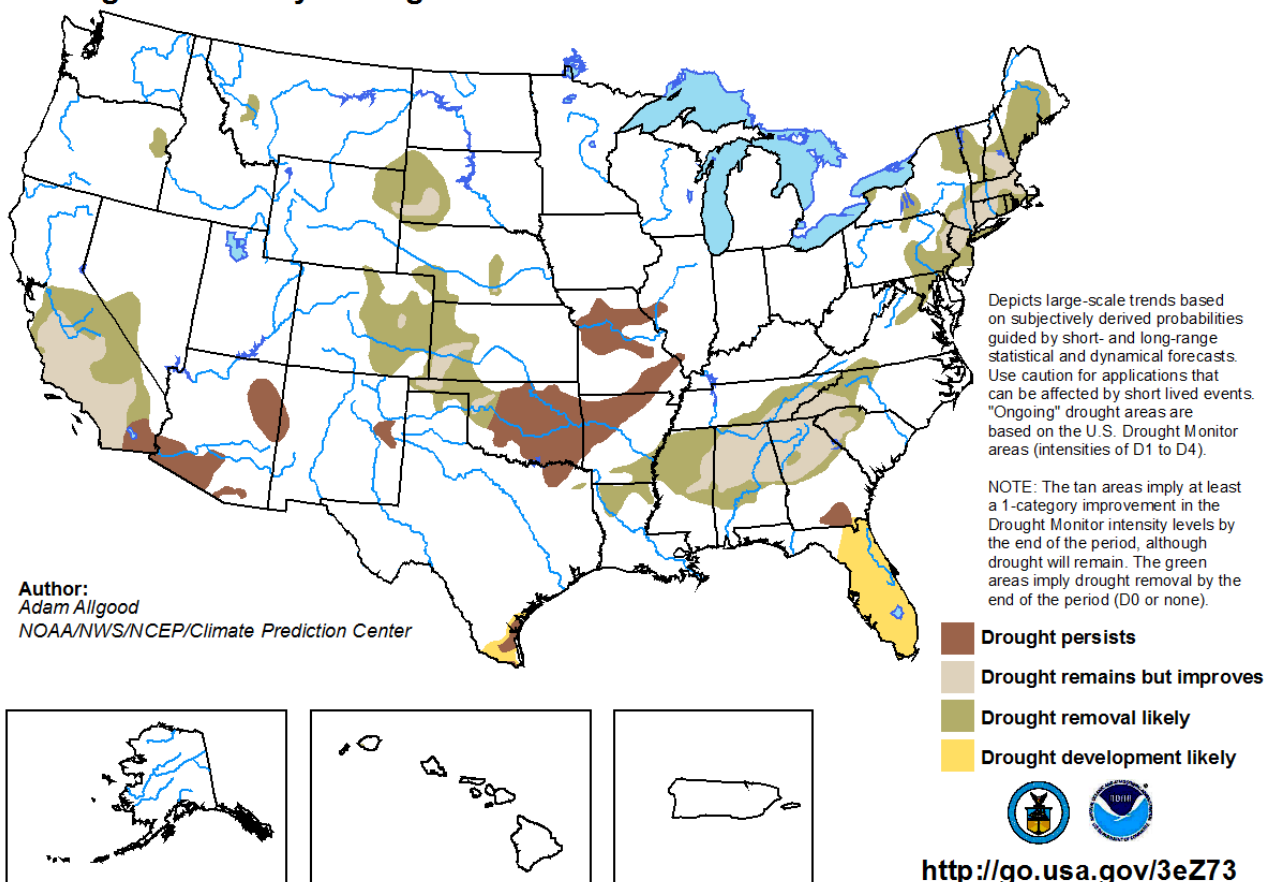 Depicts large-scale trends based
on subjectively derived probabilities
guided by short- and long-range
statistical and dynamical forecasts.
Use caution for applications that
can be affected by short lived events.
"Ongoing" drought areas are
based on the U.S. Drought Monitor
areas (intensities of D1 to D4).
NOTE: The tan areas imply at least
a 1-category improvement in the
Drought Monitor intensity levels by
the end of the period, although
drought will remain. The green
areas imply drought removal by the
end of the period (D0 or none).
Author:
Adam Allgood
NOAA/NWS/NCEP/Climate Prediction Center
Drought persists
Drought remains but improves
Drought removal likely
Drought development likely
http://go.usa.gov/3eZ73